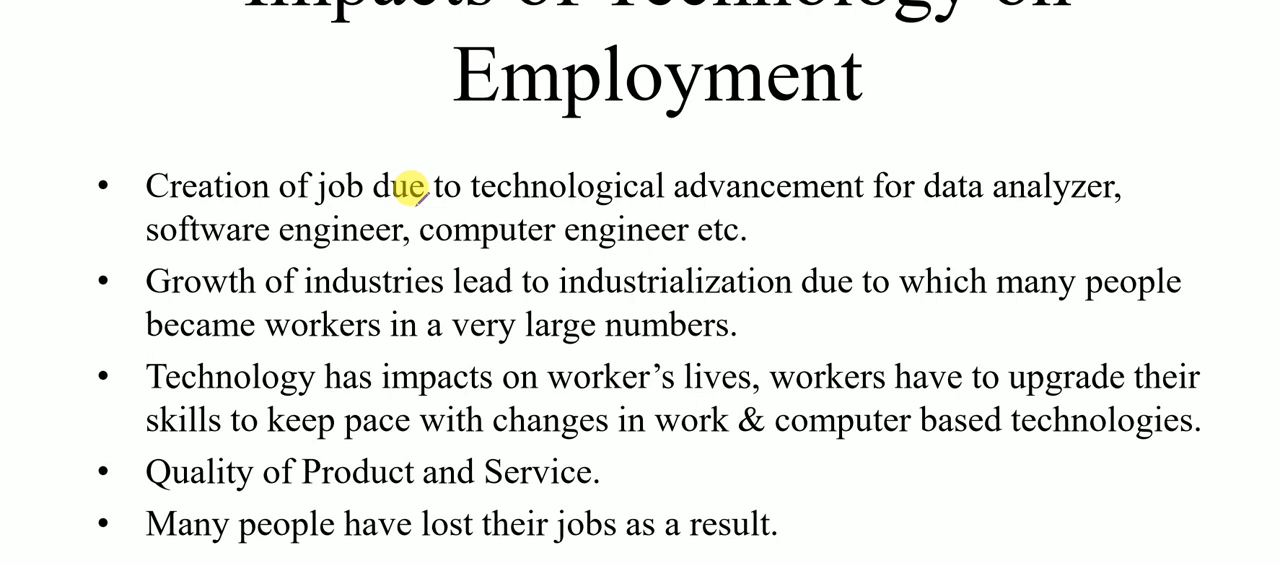 Impacts of Technology on
Employment
• Creation of job due to technological advancement for data analyzer,
software engineer, computer engineer etc.
• Growth of industries lead to industrialization due to which many people
became workers in a very large numbers.
• Technology has impacts on worker’s lives, workers have to upgrade their
skills to keep pace with changes in work & computer based technologies.
• Quality of Product and Service.
• Many people have lost their jobs as a result.